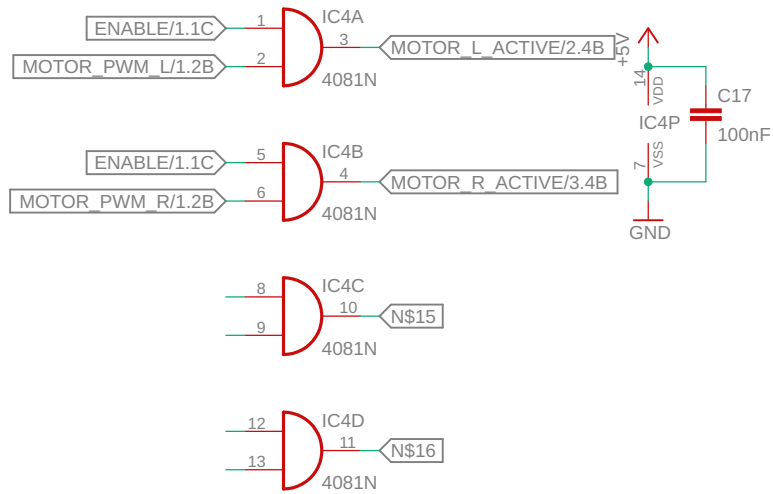 ENABLE/1.1C
1
IC4A
MOTOR_PWM_L/1.2B
2
3
MOTOR_L_ACTIVE/2.4B
4081N
+5V
14
VDD
IC4P
C17
100nF
7
VSS
GND
ENABLE/1.1C
5
IC4B
MOTOR_PWM_R/1.2B
6
4
MOTOR_R_ACTIVE/3.4B
4081N
8
IC4C
9
10
N$15
4081N
12
IC4D
13
11
N$16
4081N